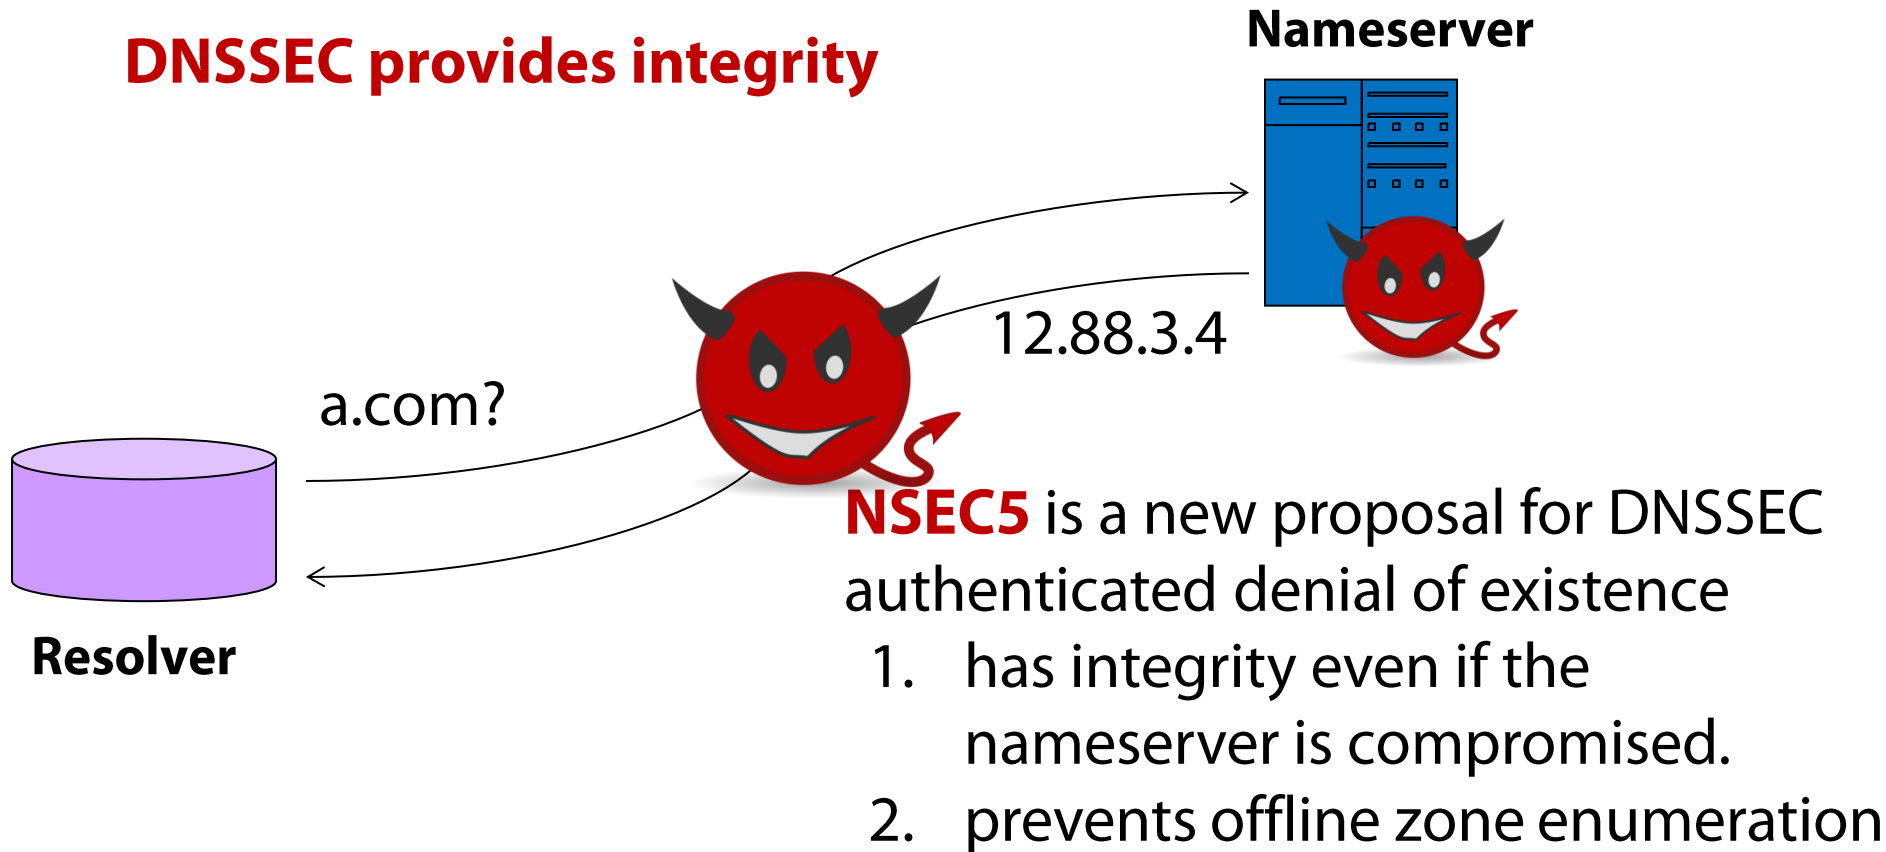 DNSSEC provides integrity
Nameserver
12.88.3.4
a.com?
Resolver
NSEC5 is a new proposal for DNSSEC
authenticated denial of existence
1. has integrity even if the
nameserver is compromised.
2. prevents offline zone enumeration